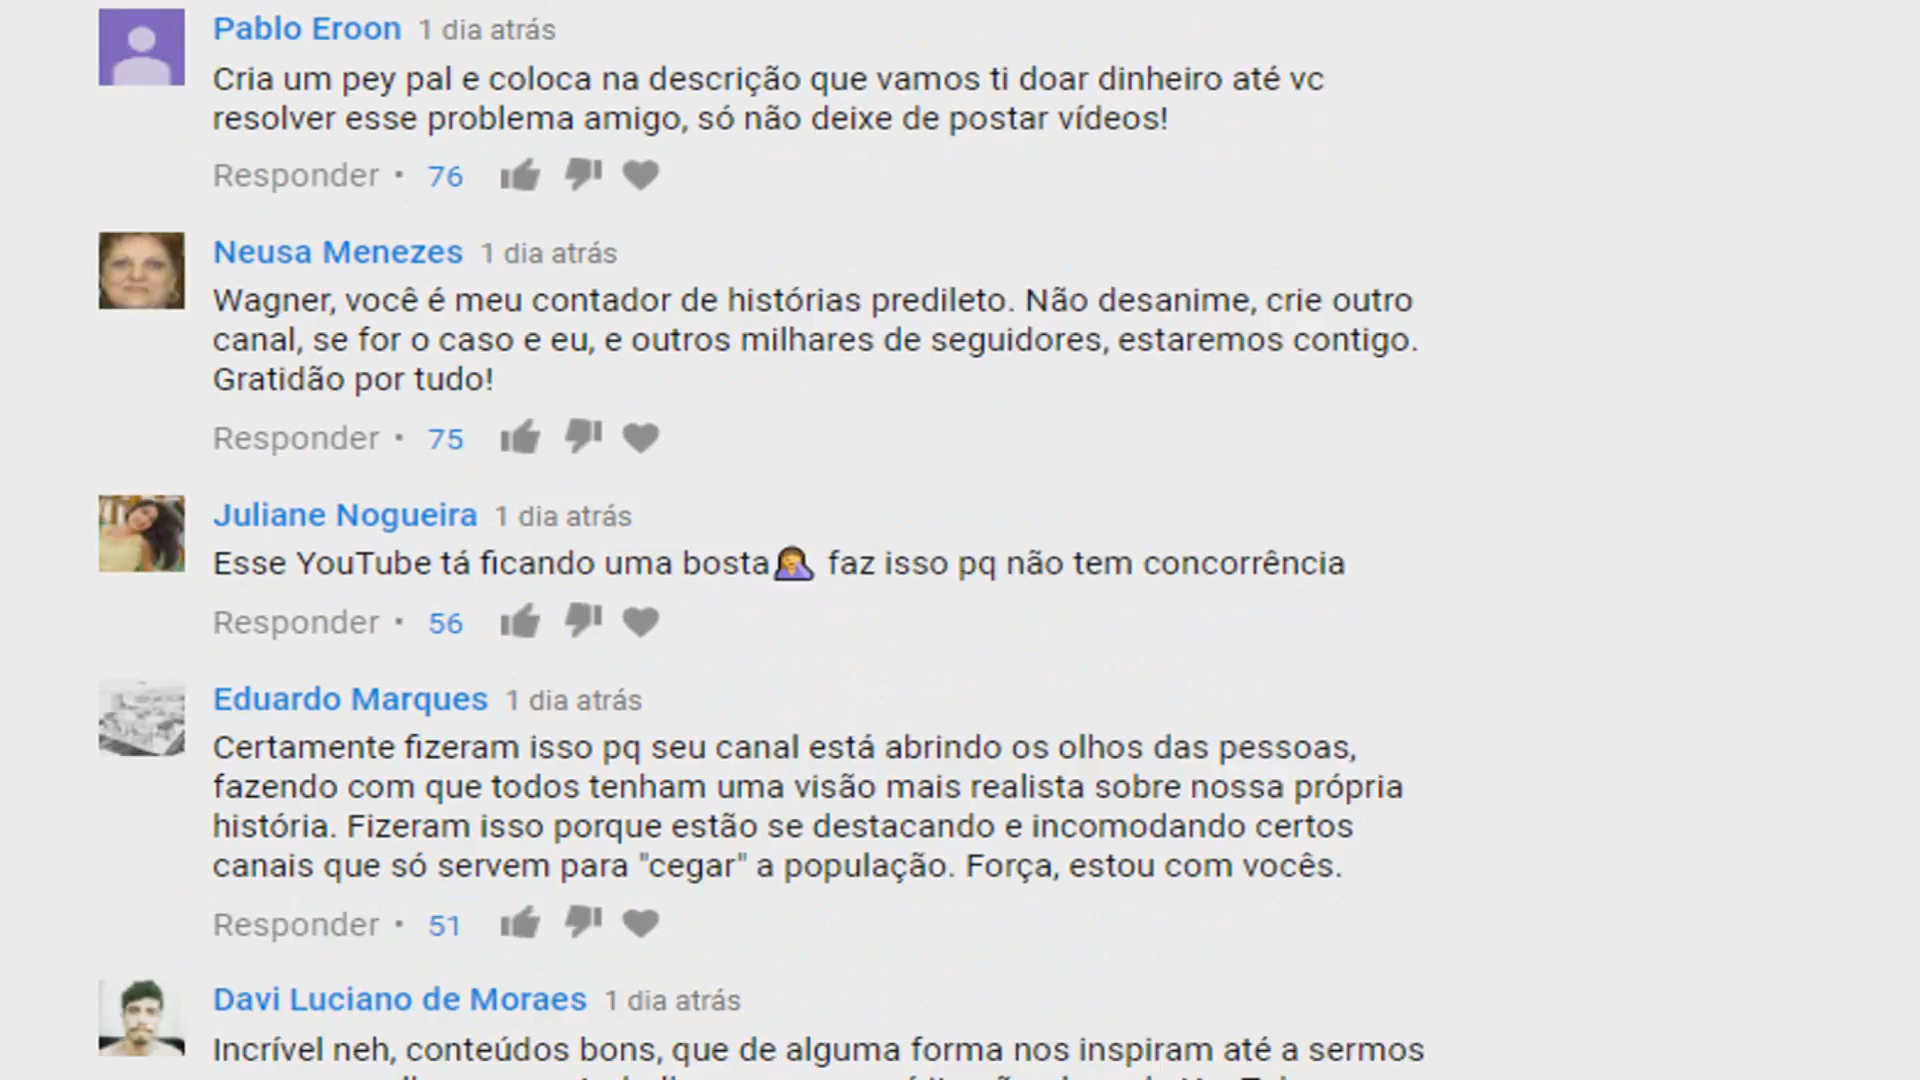 Pablo Eroon 1 dia atrás
Cria um pey pal e coloca na descrição que vamos ti doar dinheiro até vc
resolver esse problema amigo, só não deixe de postar vídeos!
Responder • 76
Neusa Menezes 1 dia atrás
Wagner, você é meu contador de histórias predileto. Não desanime, crie outro
canal, se for o caso e eu, e outros milhares de seguidores, estaremos contigo.
Gratidão por tudo!
Responder • 75
Juliane Nogueira 1 dia atrás
Esse YouTube tá ficando uma bosta🤦‍♀️ faz isso pq não tem concorrência
Responder • 56
Eduardo Marques 1 dia atrás
Certamente fizeram isso pq seu canal está abrindo os olhos das pessoas,
fazendo com que todos tenham uma visão mais realista sobre nossa própria
história. Fizeram isso porque estão se destacando e incomodando certos
canais que só servem para "cegar" a população. Força, estou com vocês.
Responder • 51
Davi Luciano de Moraes 1 dia atrás
Incrível neh, conteúdos bons, que de alguma forma nos inspiram até a sermos